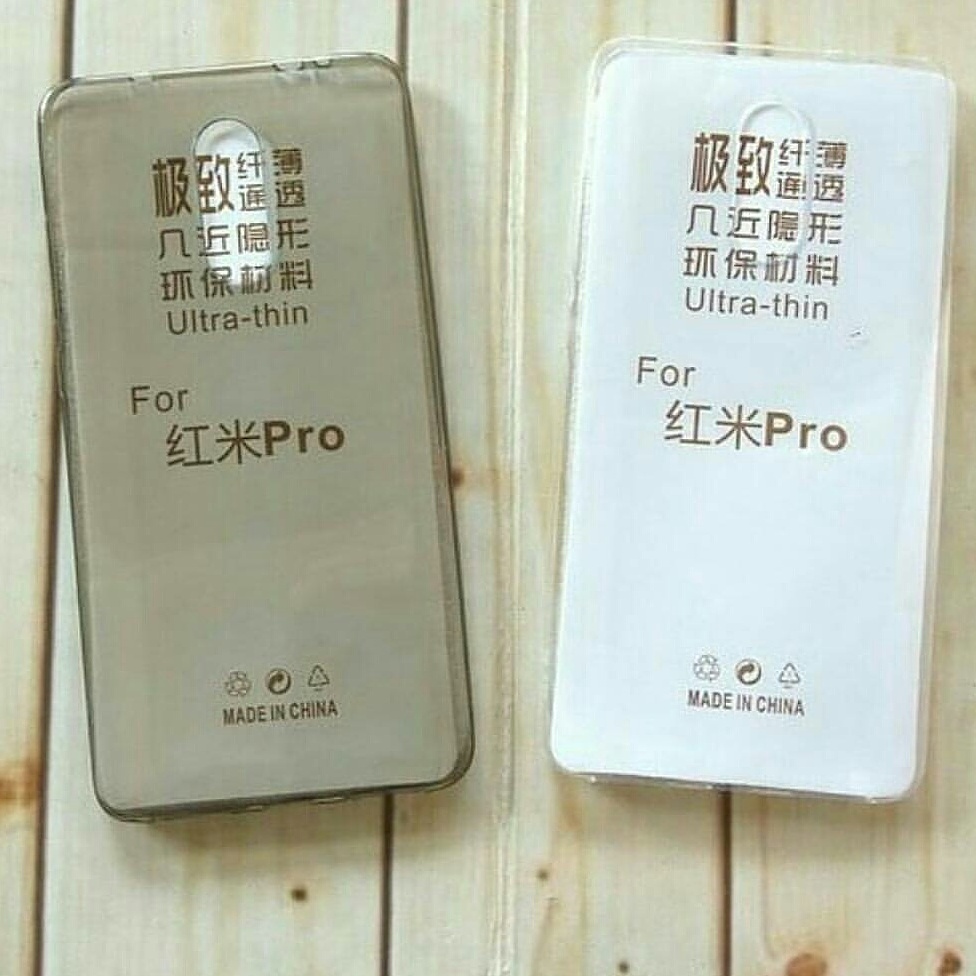 极致纤薄
通透
几近隐形
环保材料
Ultra-thin
For
红米Pro
MADE IN CHINA
极致纤薄
通透
几近隐形
环保材料
Ultra-thin
For
红米Pro
MADE IN CHINA